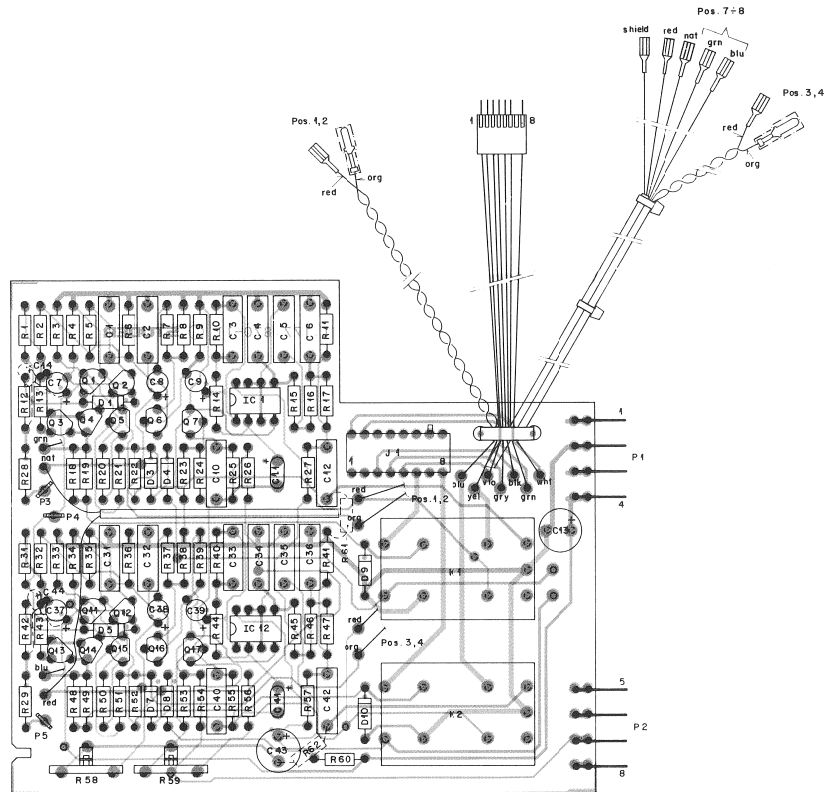 Pos. 7÷8
shield red nat grn blu
Pos. 3,4
red
org
Pos. 1,2
red
org
1 8
R1 R2 R3 R4 R5 C1 R6 C2 R7 R8 R9 R10 C3 C4 C5 C6 R11
C14
R12 R13 C7 Q1 Q2 C8 C9 R14 IC 1 R15 R16 R17
D1
Q3 Q4 Q5 Q6 Q7
grn
nat
R28 R18 R19 R20 R21 R22 D3 D4 R23 R24 C10 R25 R26 C11 R27 C12
P3
P4
J1
1 8
blu vio blk wht
yel gry grn
1
P1
4
red
Pos. 1,2
org
R61
C13
R31 R32 R33 R34 R35 C31 R36 C32 R37 R38 R39 R40 C33 C34 C35 C36 R41
D9 K1
C44
R42 R43 C37 Q11 Q12 C38 C39 R44 IC 12 R45 R46 R47
D5
Q13 Q14 Q15 Q16 Q17
red
Pos. 3,4
org
blu
red
R29 R48 R49 R50 R51 R52 D7 D8 R53 R54 C40 R55 R56 C41 R57 C42
D10 K2
P5
C43
R62
R60
R58 R59
5
P2
8